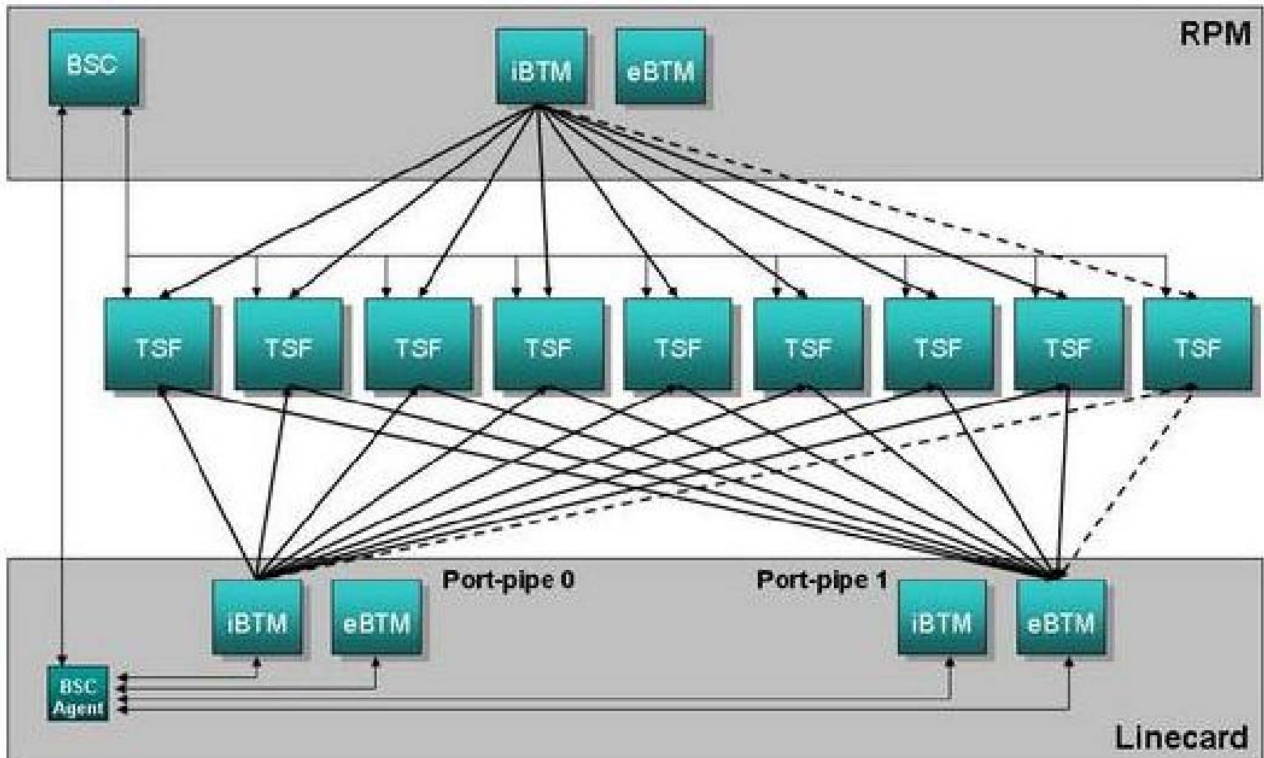 RPM
BSC
iBTM
eBTM
TSF
TSF
TSF
TSF
TSF
TSF
TSF
TSF
TSF
Port-pipe 0
Port-pipe 1
iBTM
eBTM
iBTM
eBTM
BSC
Agent
Linecard